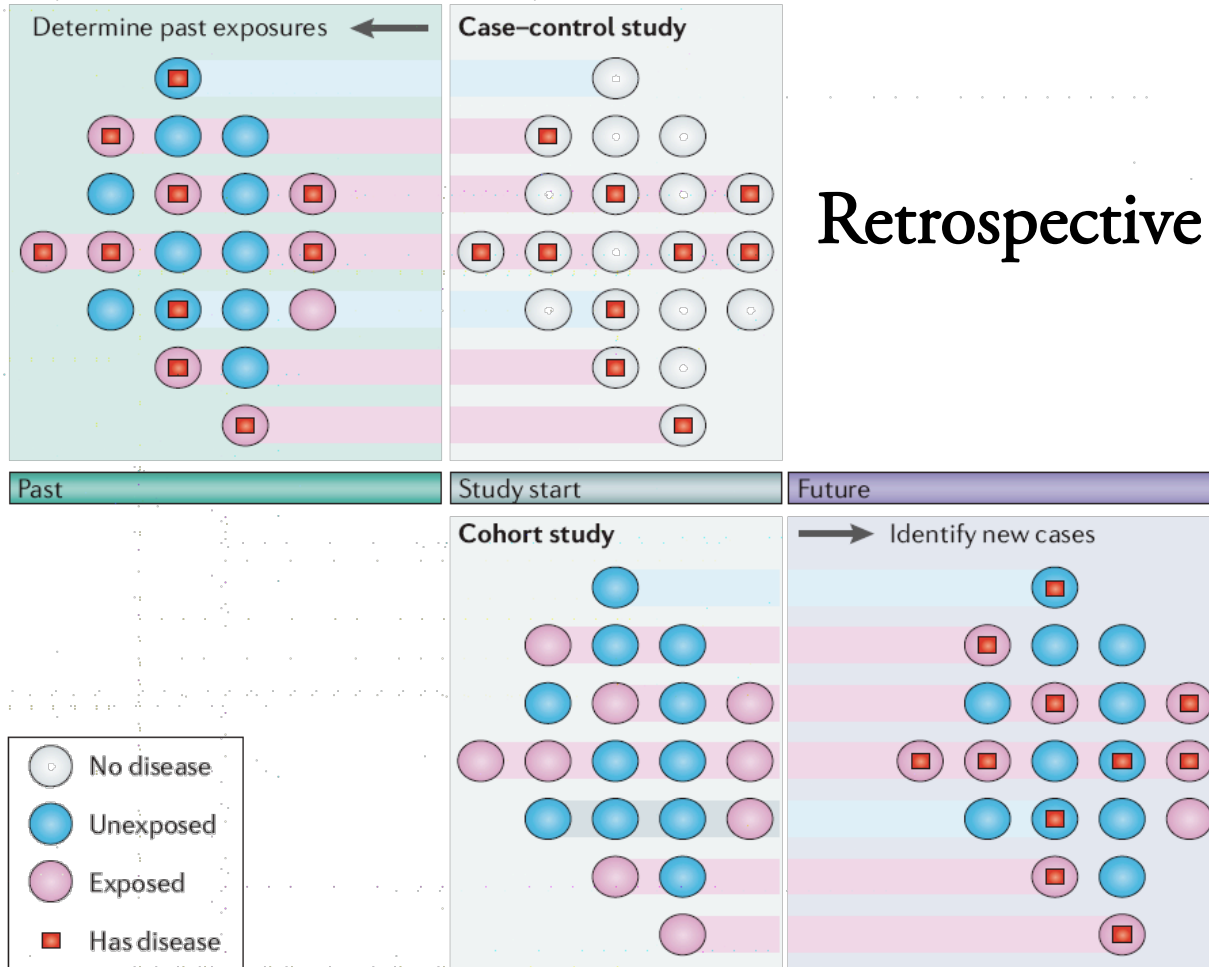 Determine past exposures
Case–control study
Retrospective
Past
Study start
Future
Cohort study
Identify new cases
No disease
Unexposed
Exposed
Has disease